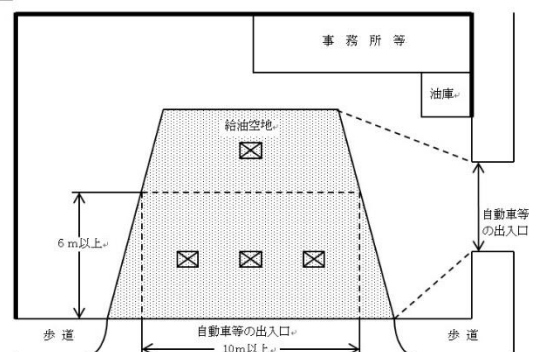 事務所等
油庫
給油空地
自動車等
の出入口
6m以上
歩道
自動車等の出入口
10m以上
歩道